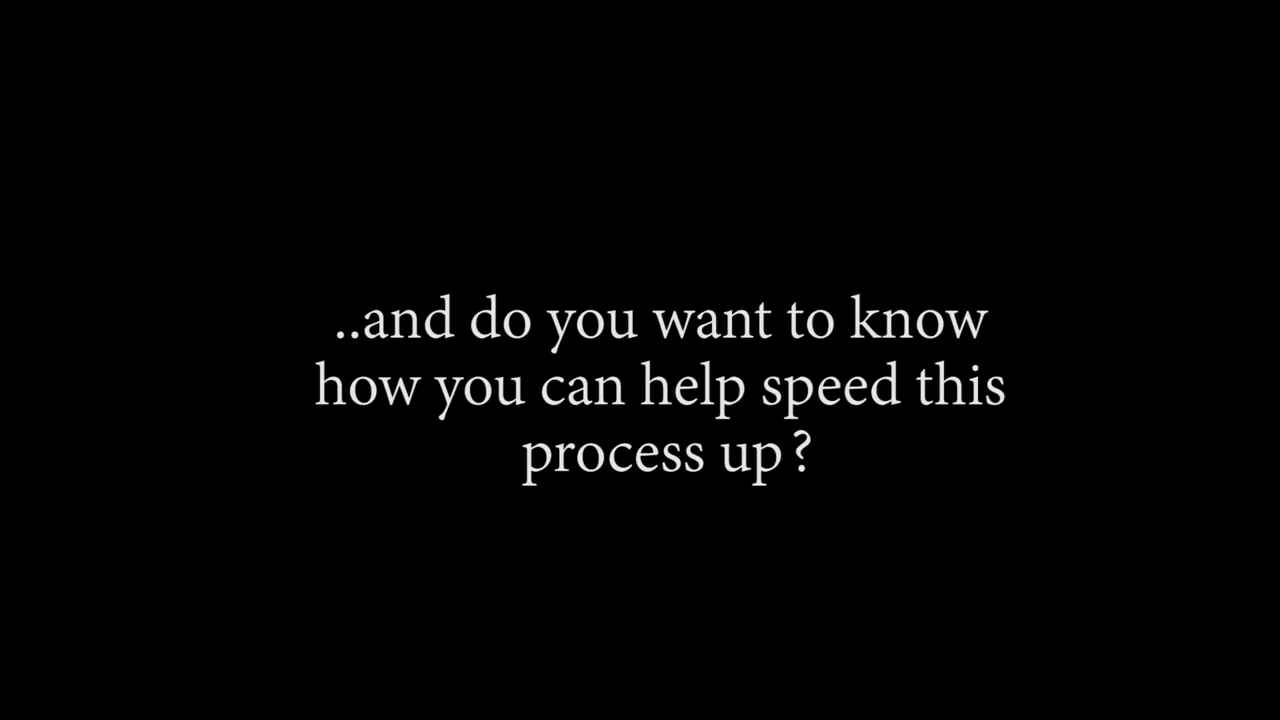 ..and do you want to know
how you can help speed this
process up?